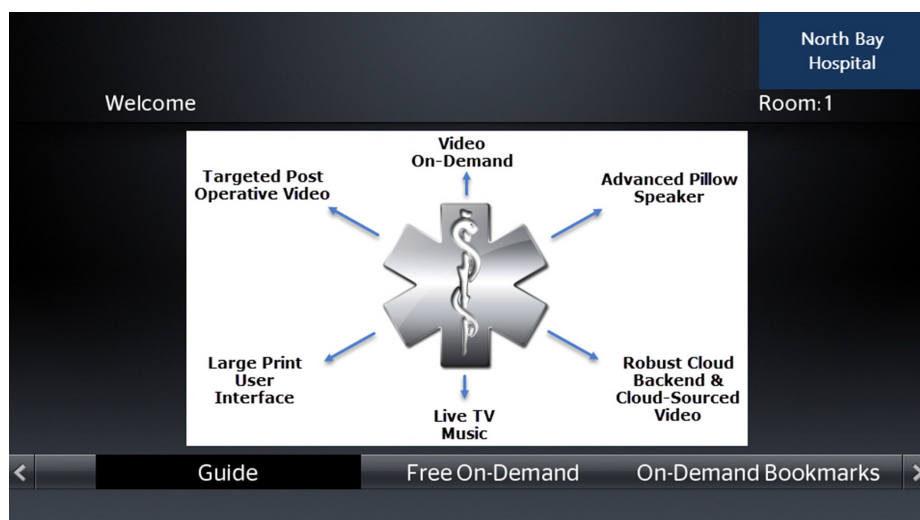 North Bay
Hospital
Welcome
Room:1
Video
On-Demand
Targeted Post
Operative Video
Advanced Pillow
Speaker
Large Print
User
Interface
Robust Cloud
Backend &
Cloud-Sourced
Video
Live TV
Music
Guide
Free On-Demand
On-Demand Bookmarks